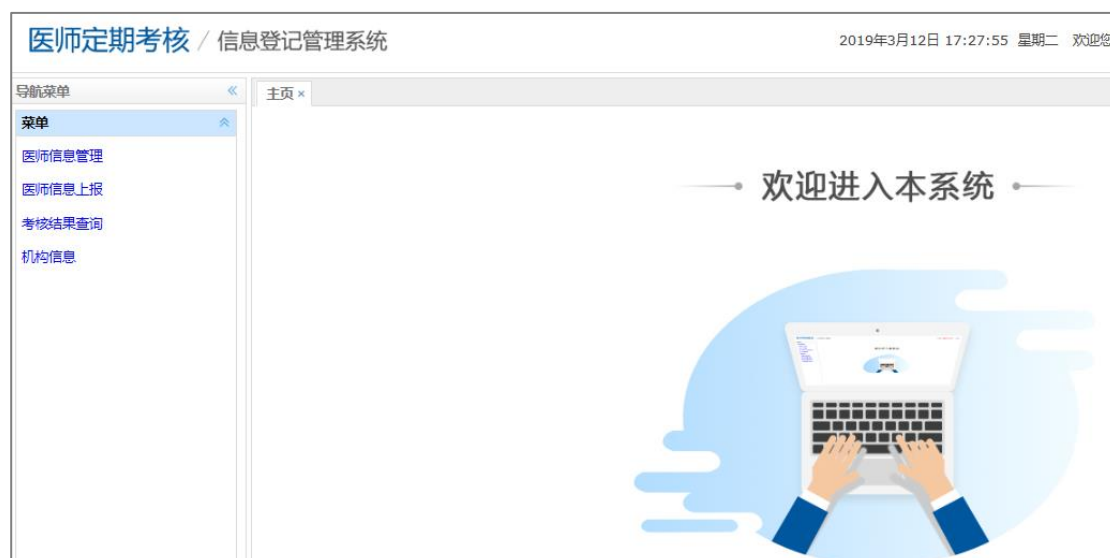 医师定期考核 / 信息登记管理系统
2019年3月12日 17:27:55 星期二 欢迎您
导航菜单
主页
菜单
医师信息管理
医师信息上报
考核结果查询
机构信息
欢迎进入本系统